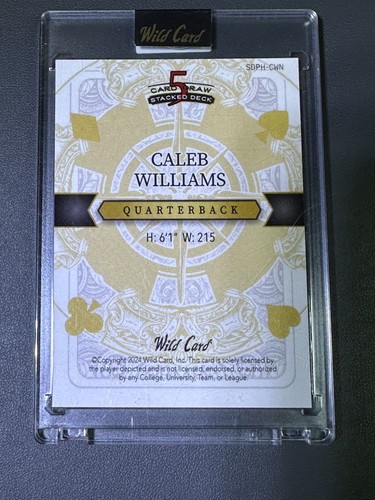 Wild Card
SDPH-CWN
5
CARD DRAW
STACKED DECK
CALEB
WILLIAMS
QUARTERBACK
H: 6'1" W: 215
Wild Card®
©Copyright 2024 Wild Card, Inc. This card is solely licensed by
the player depicted and is not licensed, endorsed, or authorized
by any College, University, Team, or League.